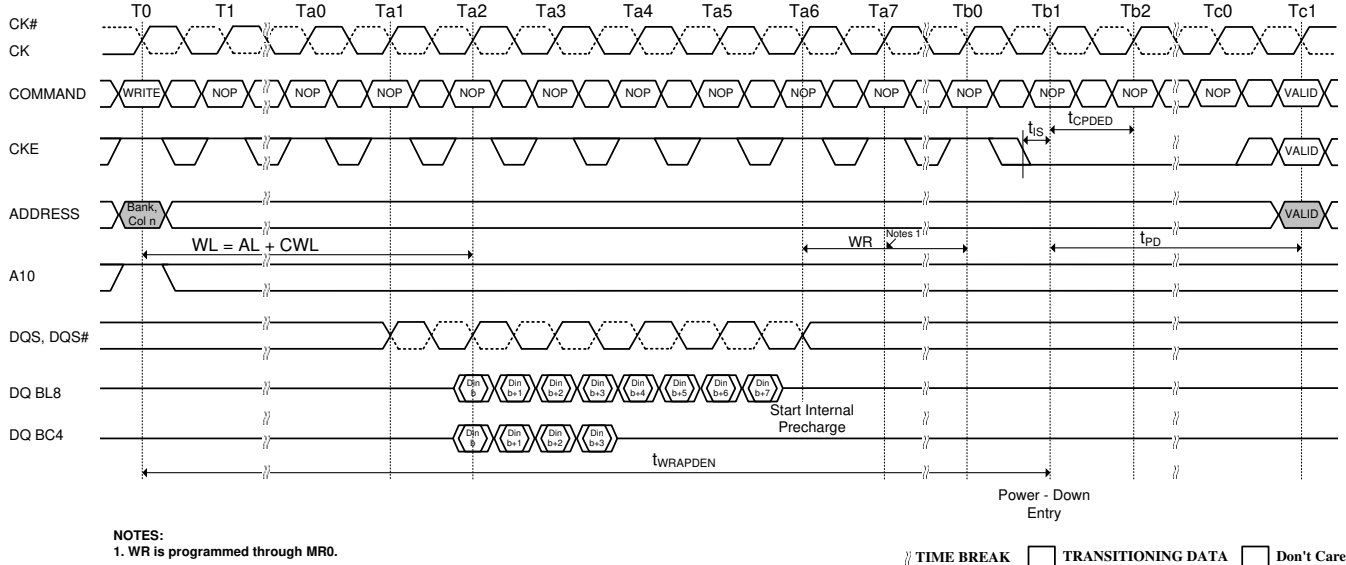 T0 T1 Ta0 Ta1 Ta2 Ta3 Ta4 Ta5 Ta6 Ta7 Tb0 Tb1 Tb2 Tc0 Tc1
CK#
CK
COMMAND WRITE NOP NOP NOP NOP NOP NOP NOP NOP NOP NOP NOP NOP NOP VALID
tIS tCPDED
CKE VALID
ADDRESS Bank, Col n VALID
WL = AL + CWL WR Notes 1 tPD
A10
DQS, DQS#
DQ BL8 Din b Din b+1 Din b+2 Din b+3 Din b+4 Din b+5 Din b+6 Din b+7
Start Internal
Precharge
DQ BC4 Din b Din b+1 Din b+2 Din b+3
tWRAPDEN
Power - Down
Entry
NOTES:
1. WR is programmed through MR0.
TIME BREAK TRANSITIONING DATA Don't Care